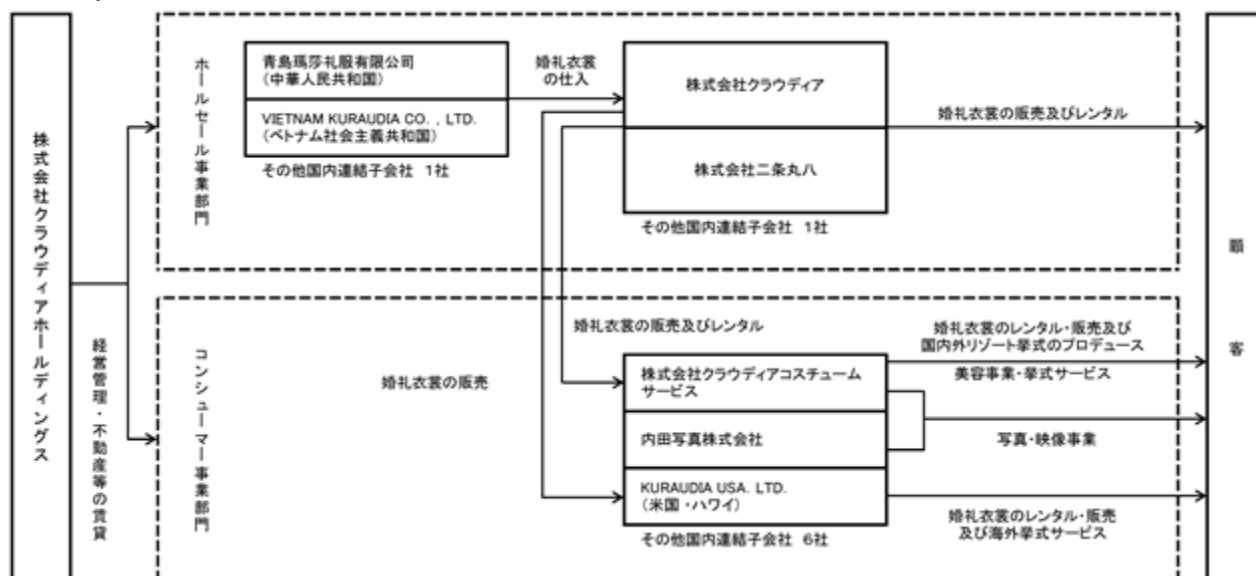 株式会社クラウディアホールディングス
経営管理・不動産等の賃貸
ホールセール事業部門
青島瑪莎礼服有限公司
（中華人民共和国）
VIETNAM KURAUDIA CO．, LTD.
（ベトナム社会主義共和国）
その他国内連結子会社 1社
婚礼衣裳
の仕入
株式会社クラウディア
株式会社二条丸八
その他国内連結子会社 1社
婚礼衣裳の販売及びレンタル
コンシューマー事業部門
婚礼衣裳の販売
婚礼衣裳の販売及びレンタル
株式会社クラウディアコスチューム
サービス
内田写真株式会社
KURAUDIA USA. LTD.
（米国・ハワイ）
その他国内連結子会社 6社
婚礼衣裳のレンタル・販売及び
国内外リゾート挙式のプロデュース
美容事業・挙式サービス
写真・映像事業
婚礼衣裳のレンタル・販売
及び海外挙式サービス
顧客